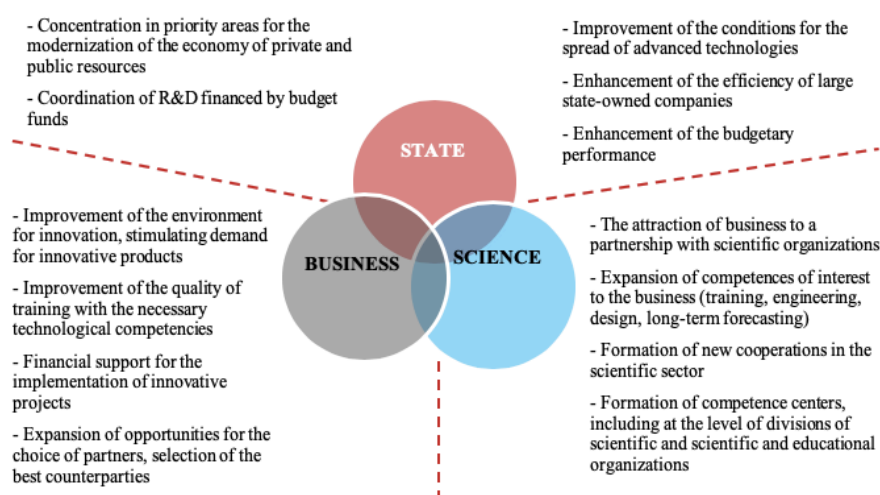 - Concentration in priority areas for the
modernization of the economy of private and
public resources
- Coordination of R&D financed by budget
funds
- Improvement of the conditions for the
spread of advanced technologies
- Enhancement of the efficiency of large
state-owned companies
- Enhancement of the budgetary
performance
STATE
BUSINESS
SCIENCE
- Improvement of the environment
for innovation, stimulating demand
for innovative products
- Improvement of the quality of
training with the necessary
technological competencies
- Financial support for the
implementation of innovative
projects
- Expansion of opportunities for the
choice of partners, selection of the
best counterparties
- The attraction of business to a
partnership with scientific organizations
- Expansion of competences of interest
to the business (training, engineering,
design, long-term forecasting)
- Formation of new cooperations in the
scientific sector
- Formation of competence centers,
including at the level of divisions of
scientific and scientific and educational
organizations